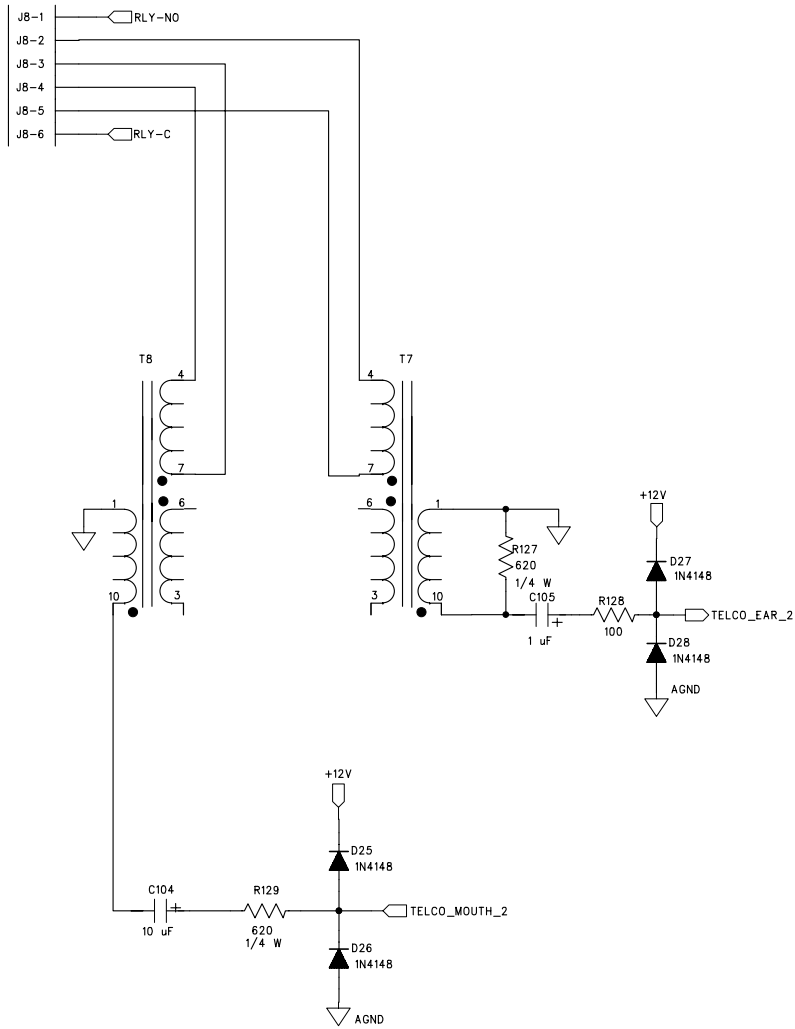 J8-1
RLY-NO
J8-2
J8-3
J8-4
J8-5
J8-6
RLY-C
T8
T7
4
4
7
7
1
6
6
1
+12V
R127
620
1/4 W
D27
1N4148
10
3
3
10
C105
+
1 uF
R128
100
TELCO_EAR_2
D28
1N4148
AGND
+12V
D25
1N4148
C104
+
10 uF
R129
620
1/4 W
TELCO_MOUTH_2
D26
1N4148
AGND